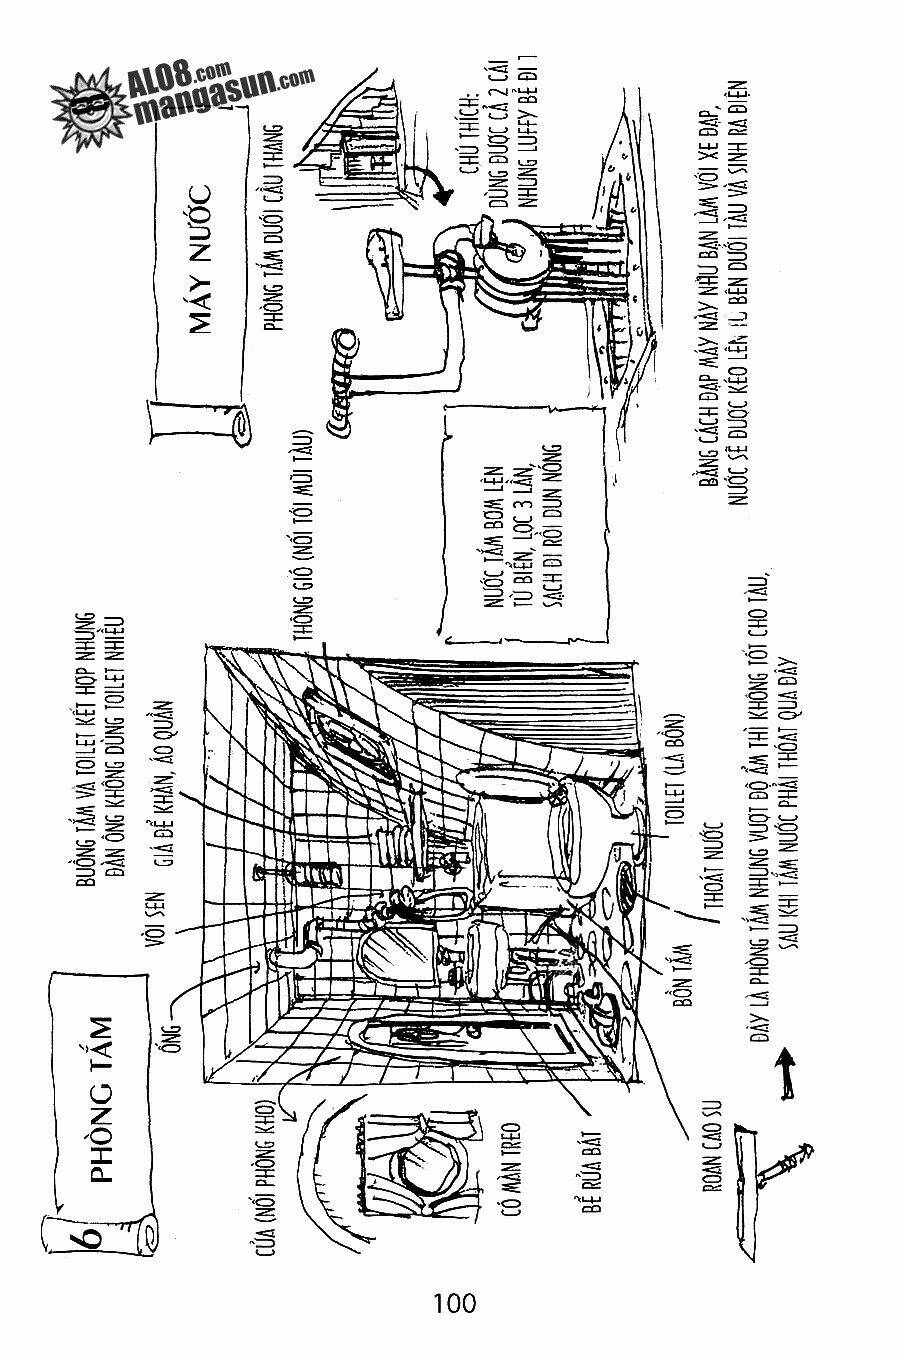 AL08.com
mangasun.com
6
PHÒNG TẮM
BUỒNG TẮM VÀ TOILET KẾT HỢP NHƯNG
ĐÀN ÔNG KHÔNG DÙNG TOILET NHIỀU
ỐNG
VÒI SEN
GIÁ ĐỂ KHĂN, ÁO QUẦN
THÔNG GIÓ (NỐI TỚI MŨI TÀU)
CỬA (NỐI PHÒNG KHO)
CÓ MÀN TREO
BỂ RỬA BÁT
ROAN CAO SU
BỒN TẮM
THOÁT NƯỚC
TOILET (LÀ BỒN)
ĐÂY LÀ PHÒNG TẮM NHƯNG VƯỢT ĐỘ ẨM THÌ KHÔNG TỐT CHO TÀU,
SAU KHI TẮM NƯỚC PHẢI THOÁT QUA ĐÂY
MÁY NƯỚC
PHÒNG TẮM DƯỚI CẦU THANG
CHÚ THÍCH:
DÙNG ĐƯỢC CẢ 2 CÁI
NHƯNG LUFFY BẺ ĐI 1
NƯỚC TẮM BƠM LÊN
TỪ BIỂN, LỌC 3 LẦN,
SẠCH ĐI RỒI ĐUN NÓNG
BẰNG CÁCH ĐẠP MÁY NÀY NHƯ BẠN LÀM VỚI XE ĐẠP,
NƯỚC SẼ ĐƯỢC KÉO LÊN TỪ BÊN DƯỚI TÀU VÀ SINH RA ĐIỆN
100